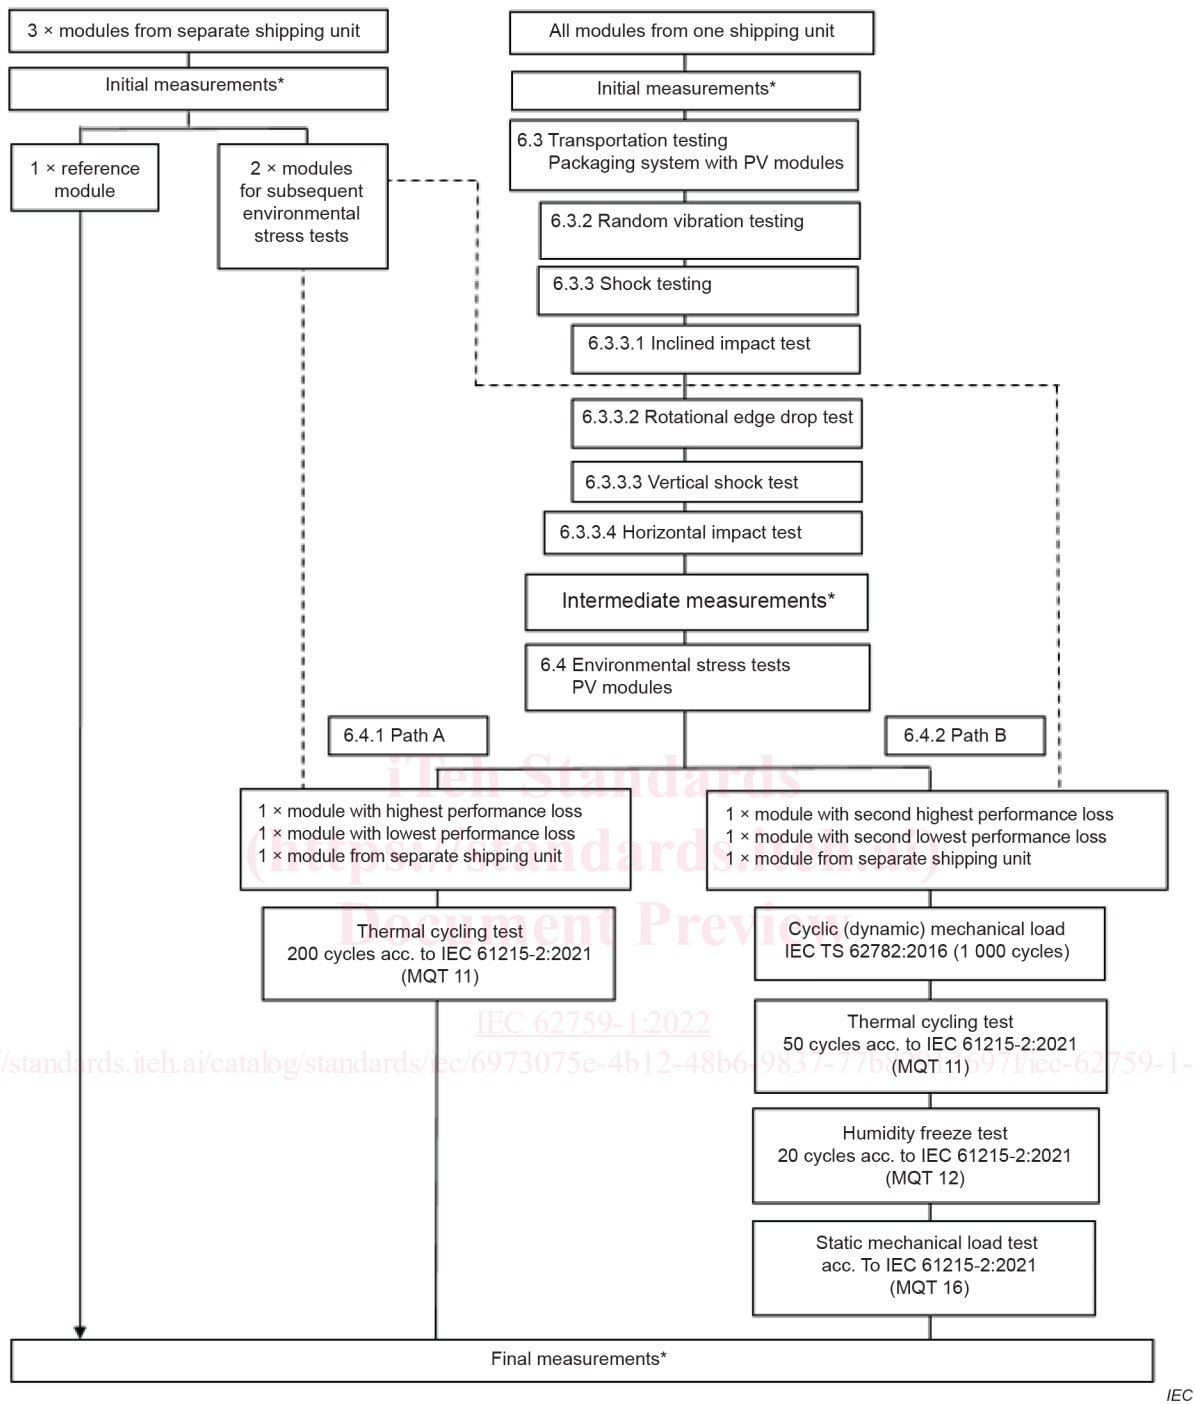 3 × modules from separate shipping unit
All modules from one shipping unit
Initial measurements*
Initial measurements*
6.3 Transportation testing
Packaging system with PV modules
1 × reference
module
2 × modules
for subsequent
environmental
stress tests
6.3.2 Random vibration testing
6.3.3 Shock testing
6.3.3.1 Inclined impact test
6.3.3.2 Rotational edge drop test
6.3.3.3 Vertical shock test
6.3.3.4 Horizontal impact test
Intermediate measurements*
6.4 Environmental stress tests
PV modules
6.4.1 Path A
6.4.2 Path B
iTeh Standards
(https://standards.iteh.ai)
Document Preview
1 × module with highest performance loss
1 × module with lowest performance loss
1 × module from separate shipping unit
1 × module with second highest performance loss
1 × module with second lowest performance loss
1 × module from separate shipping unit
Thermal cycling test
200 cycles acc. to IEC 61215-2:2021
(MQT 11)
Cyclic (dynamic) mechanical load
IEC TS 62782:2016 (1 000 cycles)
IEC 62759-1:2022
Thermal cycling test
50 cycles acc. to IEC 61215-2:2021
(MQT 11)
Humidity freeze test
20 cycles acc. to IEC 61215-2:2021
(MQT 12)
Static mechanical load test
acc. To IEC 61215-2:2021
(MQT 16)
Final measurements*
IEC